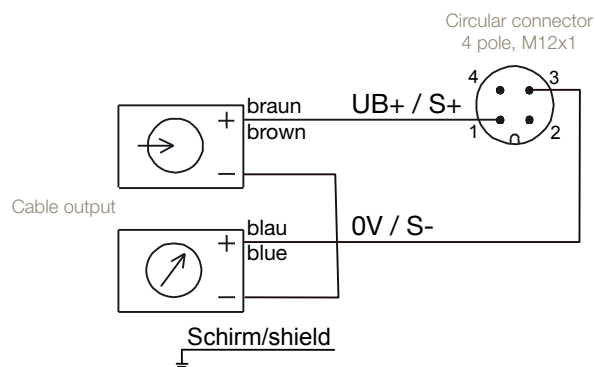 Circular connector
4 pole, M12x1
4 3
braun UB+ / S+
+ brown 1 2
−
Cable output
blau 0V / S-
+ blue
−
Schirm/shield